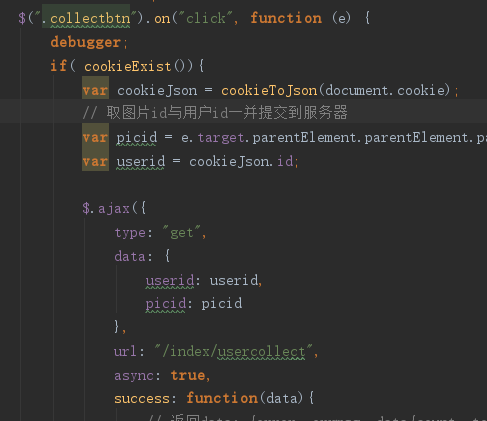 $(".collectbtn").on("click", function (e) {
debugger;
if( cookieExist()){
var cookieJson = cookieToJson(document.cookie);
// 取图片id与用户id一并提交到服务器
var picid = e.target.parentElement.parentElement.pa
var userid = cookieJson.id;
$.ajax({
type: "get",
data: {
userid: userid,
picid: picid
},
url: "/index/usercollect",
async: true,
success: function(data){